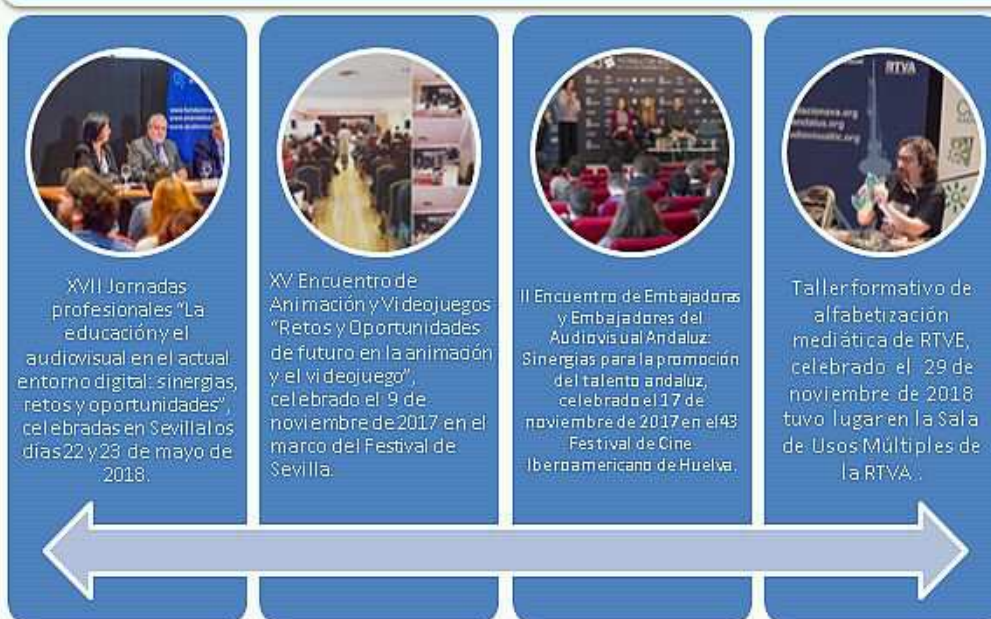 XVII Jornadas
profesionales "La
educación y el
audiovisual en el actual
entorno digital: sinergias,
retos y oportunidades",
celebradas en Sevilla los
días 22 y 23 de mayo de
2018.
XV Encuentro de
Animación y Videojuegos
"Retos y Oportunidades
de futuro en la animación
y el videojuego",
celebrado el 9 de
noviembre de 2017 en el
marco del Festival de
Sevilla.
II Encuentro de Embajadoras
y Embajadores del
Audiovisual Andaluz:
Sinergias para la promoción
del talento andaluz,
celebrado el 17 de
noviembre de 2017 en el 43
Festival de Cine
Iberoamericano de Huelva.
RTVA
Taller formativo de
alfabetización
mediática de RTVE,
celebrado el 29 de
noviembre de 2018
tuvo lugar en la Sala
de Usos Múltiples de
la RTVA .